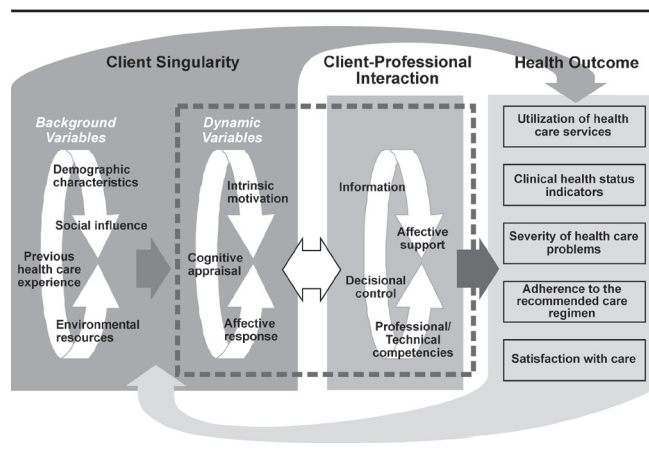 Client Singularity
Client-Professional
Interaction
Health Outcome
Background
Variables
Demographic
characteristics
Social influence
Previous
health care
experience
Environmental
resources
Dynamic
Variables
Intrinsic
motivation
Cognitive
appraisal
Affective
response
Information
Affective
support
Decisional
control
Professional/
Technical
competencies
Utilization of health
care services
Clinical health status
indicators
Severity of health care
problems
Adherence to the
recommended care
regimen
Satisfaction with care